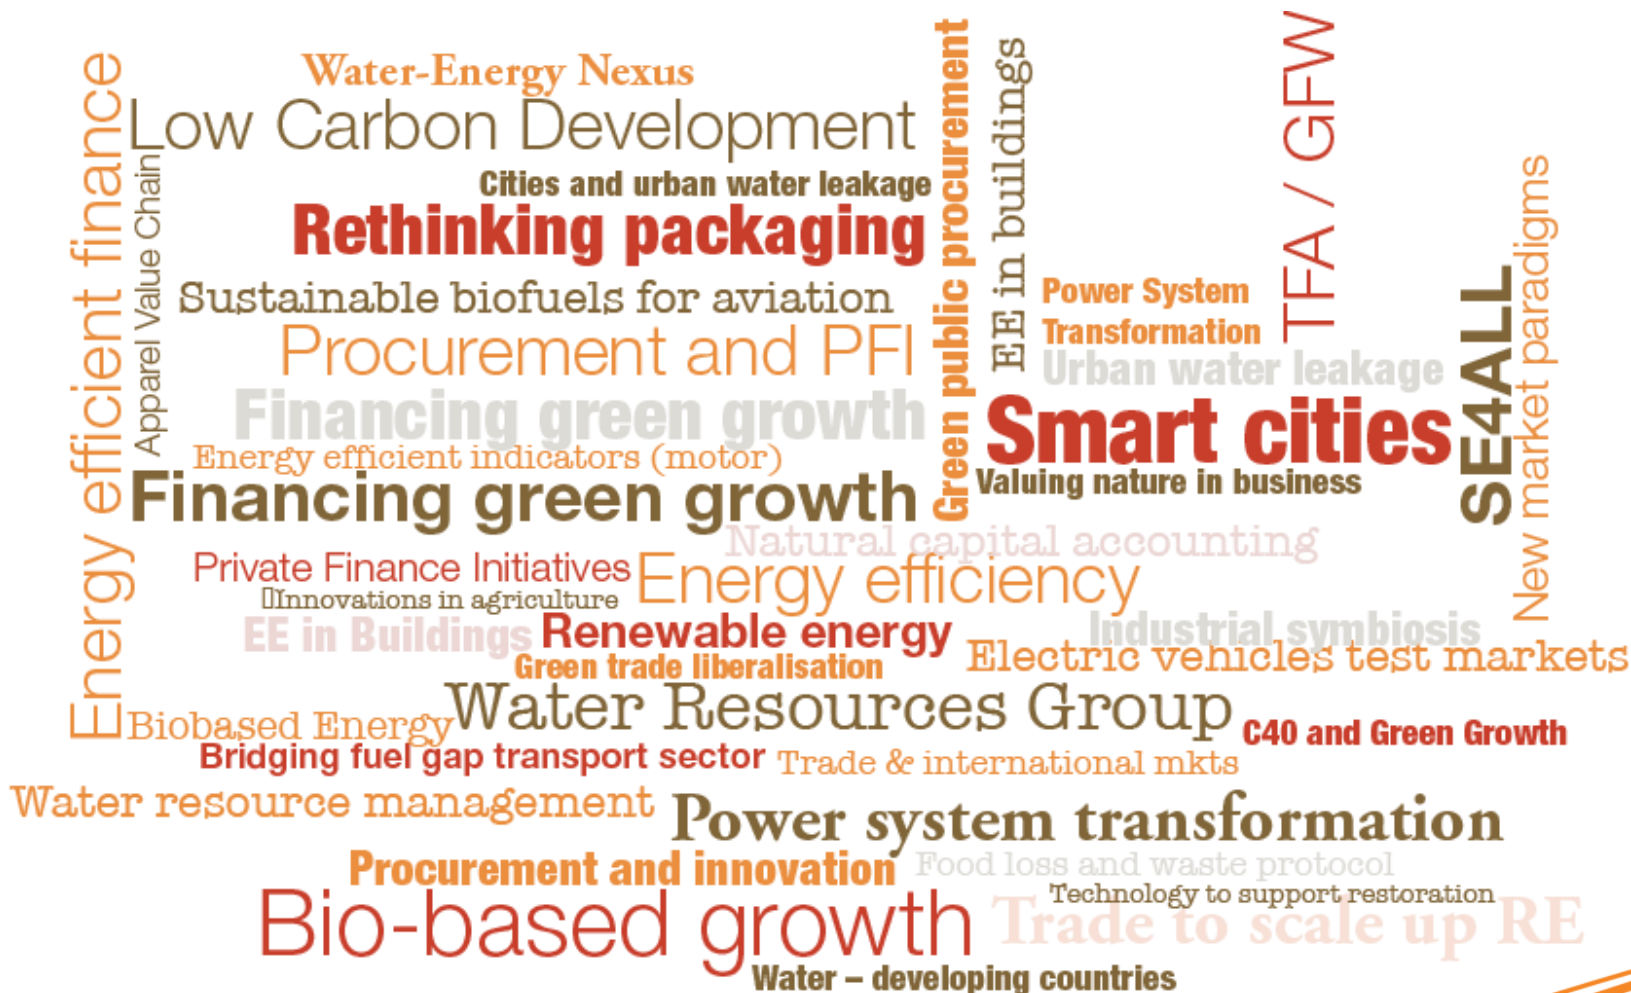 Water-Energy Nexus
Low Carbon Development
Energy efficient finance
Apparel Value Chain
Cities and urban water leakage
Rethinking packaging
Sustainable biofuels for aviation
Procurement and PFI
Financing green growth
Energy efficient indicators (motor)
Financing green growth
Green public procurement
EE in buildings
Power System
Transformation
TFA / GFW
Urban water leakage
Smart cities
Valuing nature in business
SE4ALL
New market paradigms
Natural capital accounting
Private Finance Initiatives
Energy efficiency
Innovations in agriculture
EE in Buildings
Renewable energy
Industrial symbiosis
Green trade liberalisation
Electric vehicles test markets
Water Resources Group
Biobased Energy
C40 and Green Growth
Bridging fuel gap transport sector
Trade & international mkts
Water resource management
Power system transformation
Procurement and innovation
Food loss and waste protocol
Technology to support restoration
Bio-based growth
Trade to scale up RE
Water – developing countries